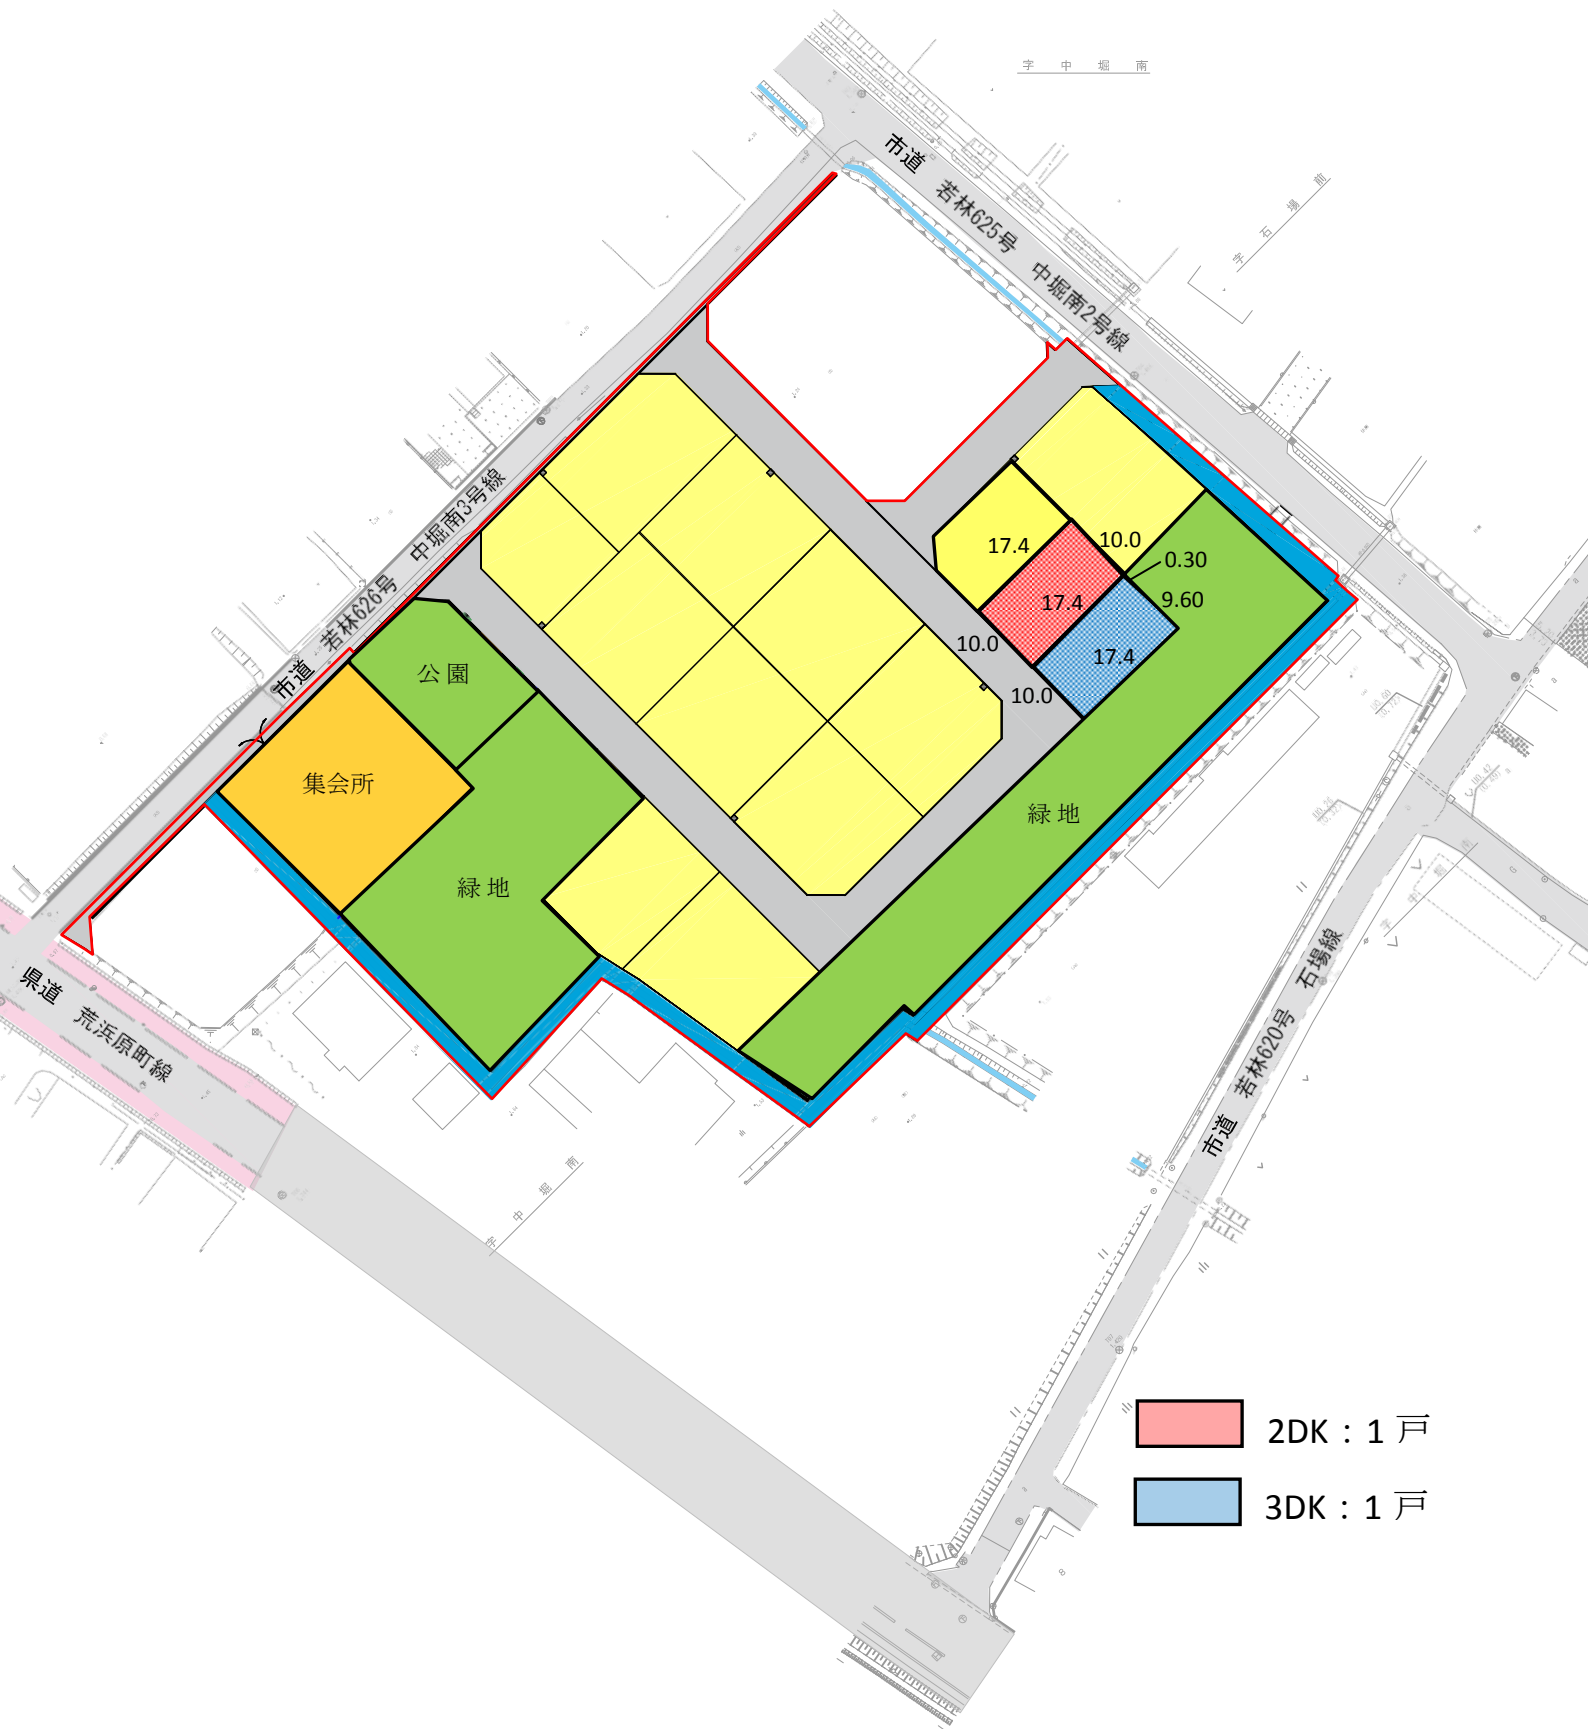 字 中 堀 南
字 石 場 前
市道 若林625号 中堀南2号線
市道 若林626号 中堀南3号線
17.4
10.0
0.30
17.4
9.60
10.0
17.4
10.0
公 園
集会所
緑 地
緑 地
県道 荒浜原町線
市道 若林620号 石場線
字 中 堀 南
2DK : 1 戸
3DK : 1 戸